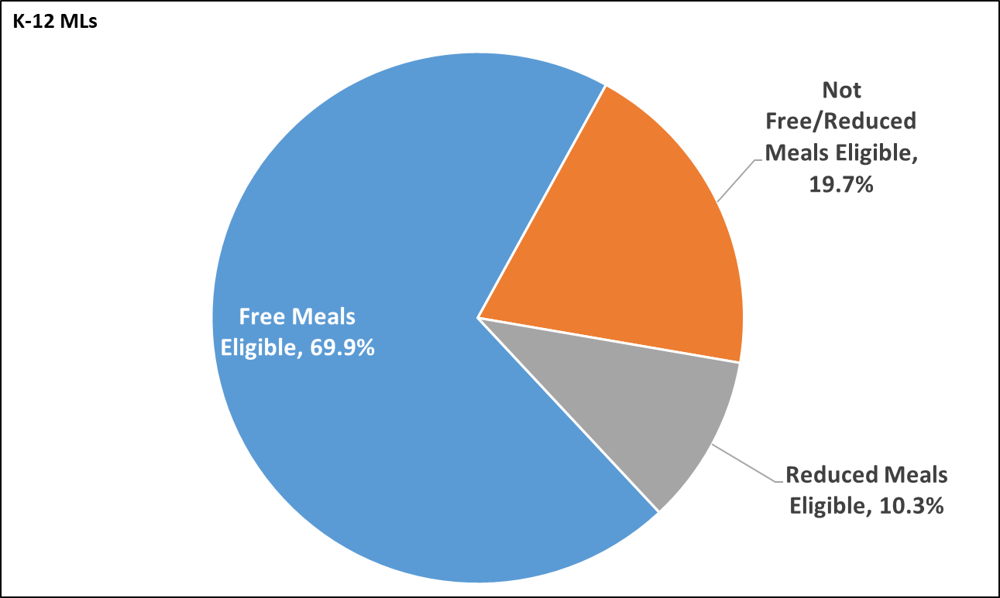 K-12 MLs
Not
Free/Reduced
Meals Eligible,
19.7%
Free Meals
Eligible, 69.9%
Reduced Meals
Eligible, 10.3%